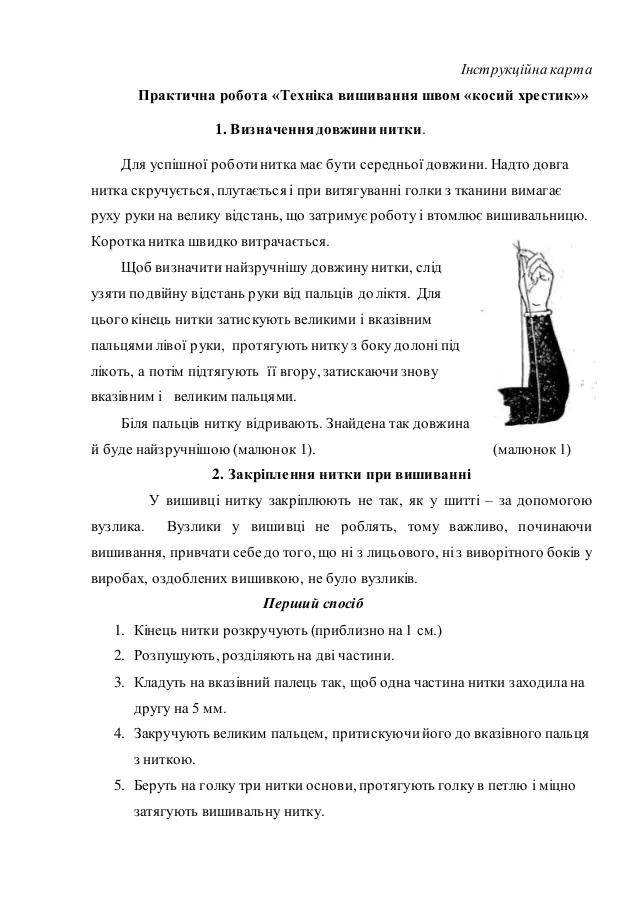 Інструкційна карта
Практична робота «Техніка вишивання швом «косий хрестик»»
1. Визначення довжини нитки.
Для успішної роботи нитка має бути середньої довжини. Надто довга
нитка скручується, плутається і при витягуванні голки з тканини вимагає
руху руки на велику відстань, що затримує роботу і втомлює вишивальницю.
Коротка нитка швидко витрачається.
Щоб визначити найзручнішу довжину нитки, слід
узяти подвійну відстань руки від пальців до ліктя. Для
цього кінець нитки затискують великими і вказівним
пальцями лівої руки, протягують нитку з боку долоні під
лікоть, а потім підтягують її вгору, затискаючи знову
вказівним і великим пальцями.
Біля пальців нитку відривають. Знайдена так довжина
й буде найзручнішою (малюнок 1). (малюнок 1)
2. Закріплення нитки при вишиванні
У вишивці нитку закріплюють не так, як у шитті – за допомогою
вузлика. Вузлики у вишивці не роблять, тому важливо, починаючи
вишивання, привчати себе до того, що ні з лицьового, ні з виворітного боків у
виробах, оздоблених вишивкою, не було вузликів.
Перший спосіб
1. Кінець нитки розкручують (приблизно на 1 см.)
2. Розпушують, розділяють на дві частини.
3. Кладуть на вказівний палець так, щоб одна частина нитки заходила на
другу на 5 мм.
4. Закручують великим пальцем, притискуючи його до вказівного пальця
з ниткою.
5. Беруть на голку три нитки основи, протягують голку в петлю і міцно
затягують вишивальну нитку.